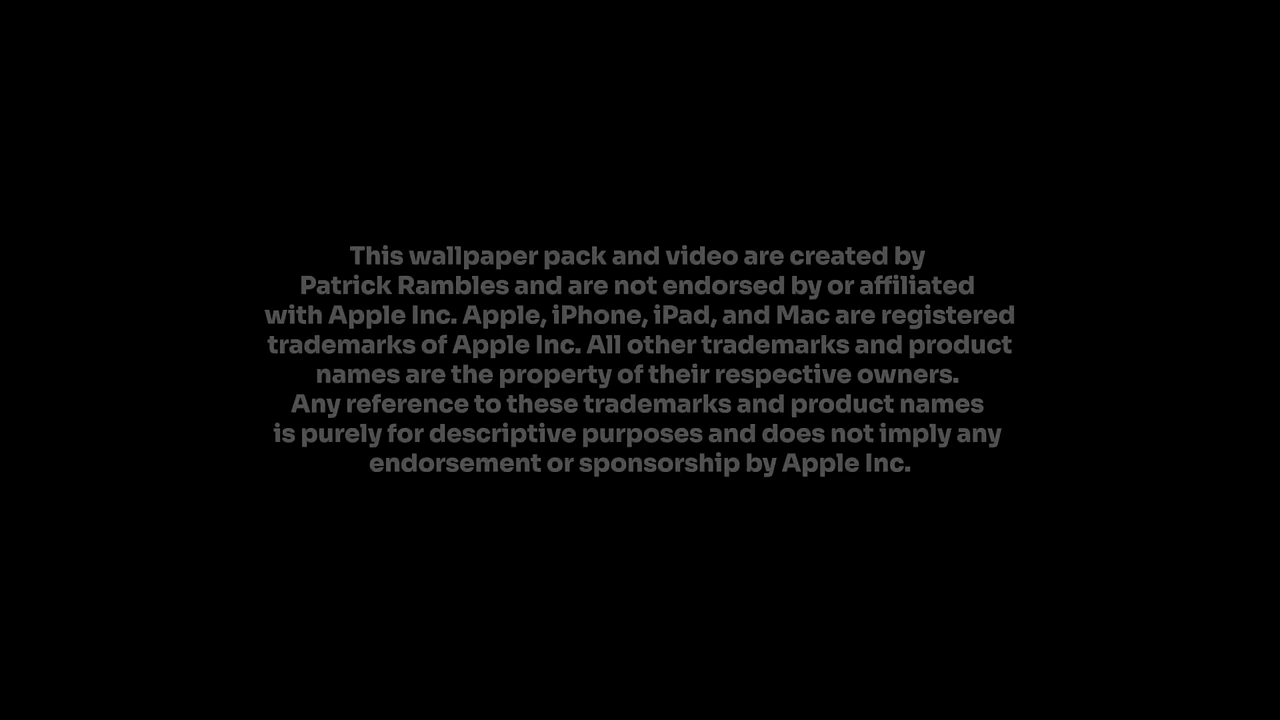 This wallpaper pack and video are created by
Patrick Rambles and are not endorsed by or affiliated
with Apple Inc. Apple, iPhone, iPad, and Mac are registered
trademarks of Apple Inc. All other trademarks and product
names are the property of their respective owners.
Any reference to these trademarks and product names
is purely for descriptive purposes and does not imply any
endorsement or sponsorship by Apple Inc.